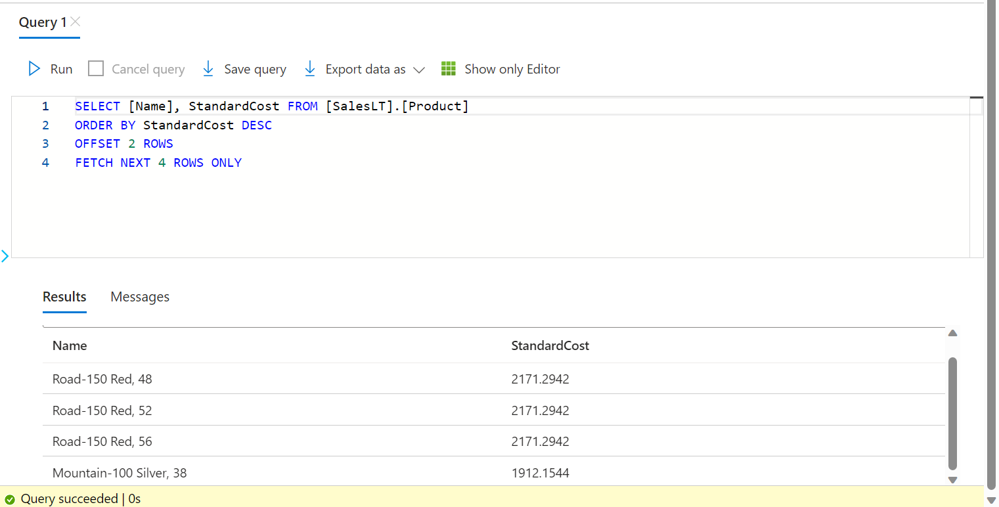 Query 1
Run Cancel query Save query Export data as Show only Editor
1 SELECT [Name], StandardCost FROM [SalesLT].[Product]
2 ORDER BY StandardCost DESC
3 OFFSET 2 ROWS
4 FETCH NEXT 4 ROWS ONLY
Results Messages
Name StandardCost
Road-150 Red, 48 2171.2942
Road-150 Red, 52 2171.2942
Road-150 Red, 56 2171.2942
Mountain-100 Silver, 38 1912.1544
Query succeeded | 0s